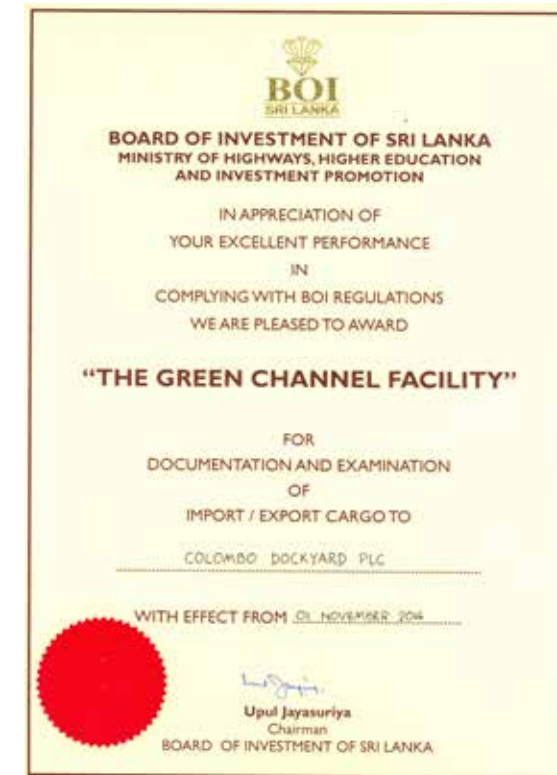 BOI
SRI LANKA
BOARD OF INVESTMENT OF SRI LANKA
MINISTRY OF HIGHWAYS, HIGHER EDUCATION
AND INVESTMENT PROMOTION
IN APPRECIATION OF
YOUR EXCELLENT PERFORMANCE
IN
COMPLYING WITH BOI REGULATIONS
WE ARE PLEASED TO AWARD
“THE GREEN CHANNEL FACILITY”
FOR
DOCUMENTATION AND EXAMINATION
OF
IMPORT / EXPORT CARGO TO
COLOMBO DOCKYARD PLC
WITH EFFECT FROM 01 NOVEMBER
Upul Jayasuriya
Chairman
BOARD OF INVESTMENT OF SRI LANKA